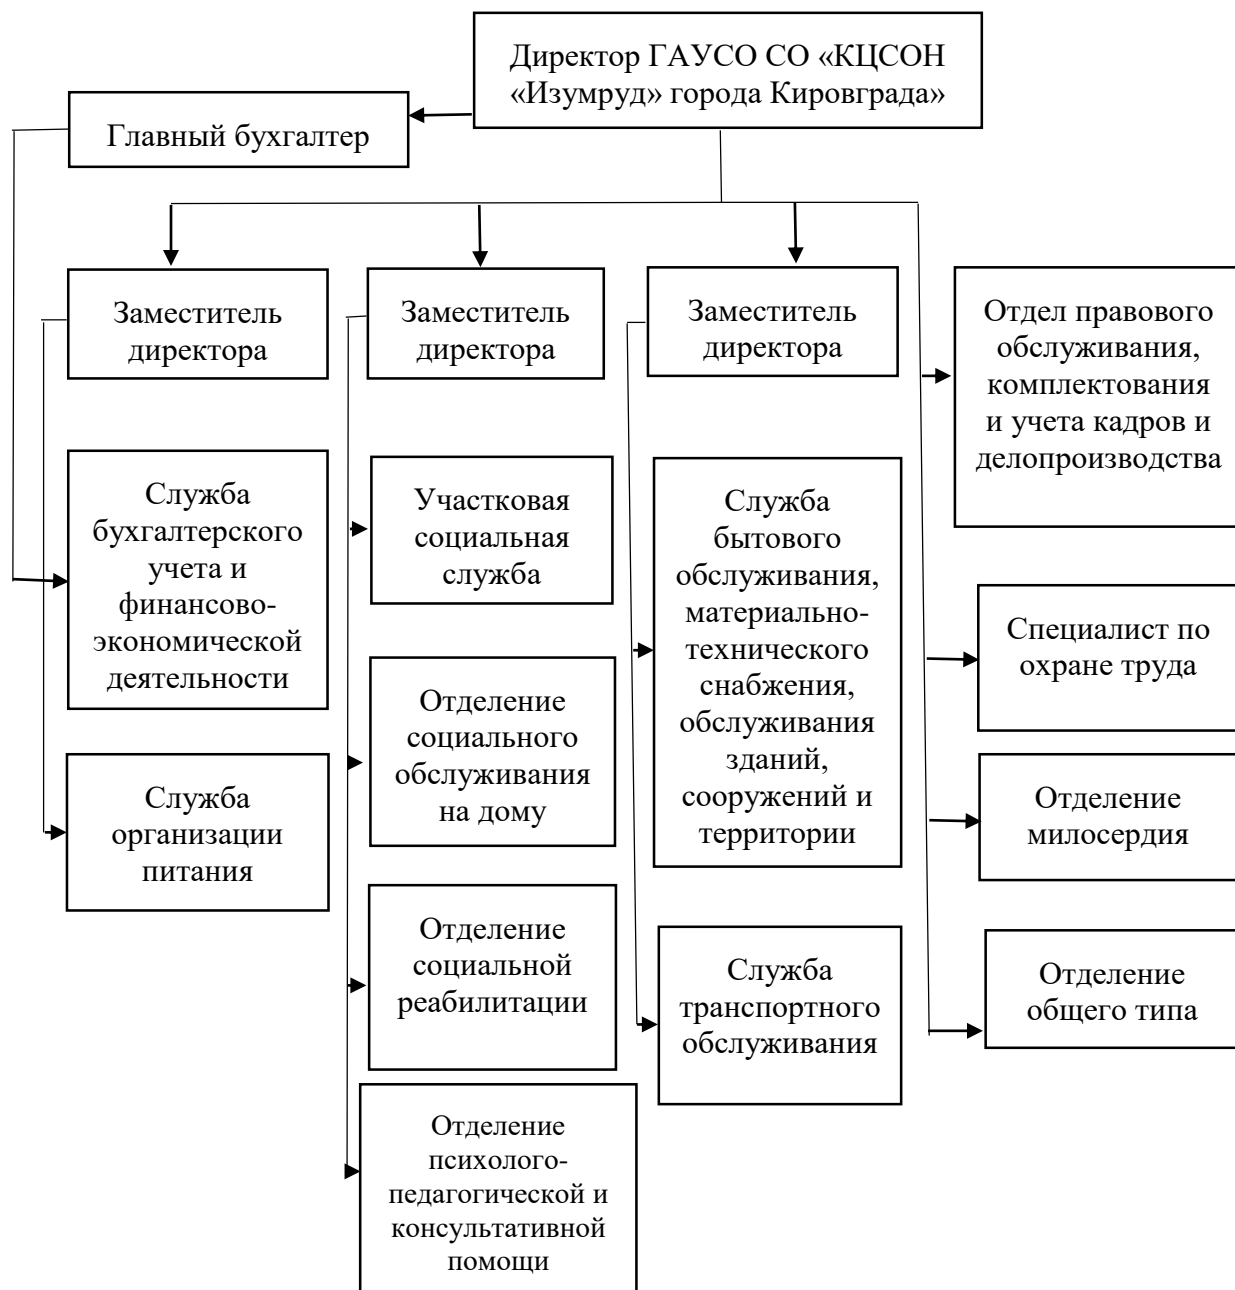 Директор ГАУСО СО «КЦСОН
«Изумруд» города Кировграда»
Главный бухгалтер
Заместитель
директора
Заместитель
директора
Заместитель
директора
Отдел правового
обслуживания,
комплектования
и учета кадров и
делопроизводства
Служба
бухгалтерского
учета и
финансово-
экономической
деятельности
Участковая
социальная
служба
Служба
бытового
обслуживания,
материально-
технического
снабжения,
обслуживания
зданий,
сооружений и
территории
Специалист по
охране труда
Отделение
социального
обслуживания
на дому
Служба
организации
питания
Отделение
милосердия
Отделение
социальной
реабилитации
Служба
транспортного
обслуживания
Отделение
общего типа
Отделение
психолого-
педагогической и
консультативной
помощи